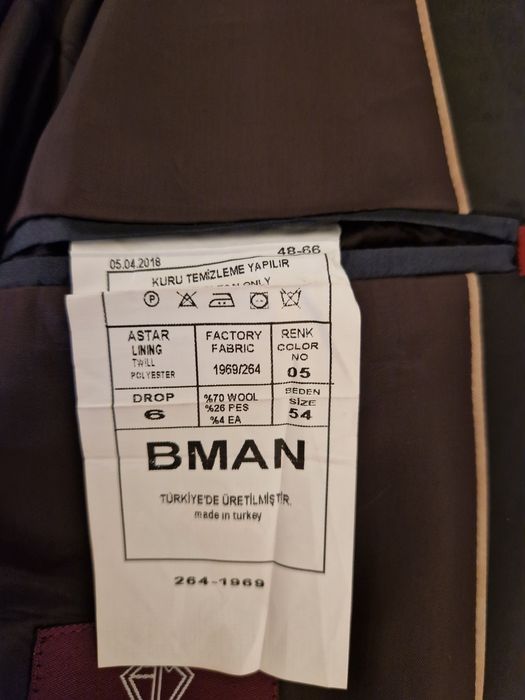 05.04.2018
48-66
KURU TEMİZLEME YAPILIR
ONLY
P
ASTAR
LINING
TWILL
POLYESTER
FACTORY
FABRIC
1969/264
RENK
COLOR
NO
05
DROP
6
%70 WOOL
%26 PES
%4 EA
BEDEN
SIZE
54
BMAN
TÜRKİYE'DE ÜRETİLMİŞTİR.
made in turkey
264-1969